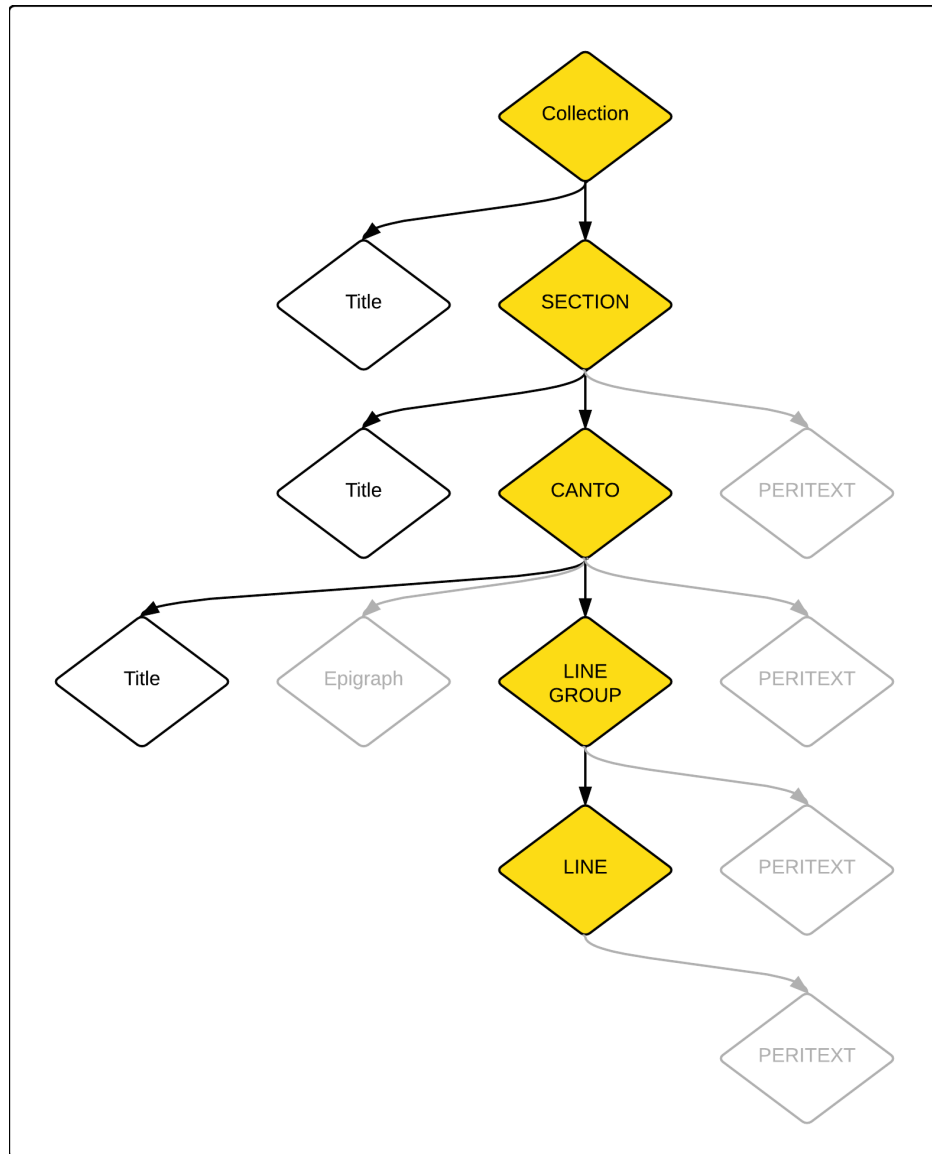 Collection
Title
SECTION
Title
CANTO
PERITEXT
Title
Epigraph
LINE
GROUP
PERITEXT
LINE
PERITEXT
PERITEXT